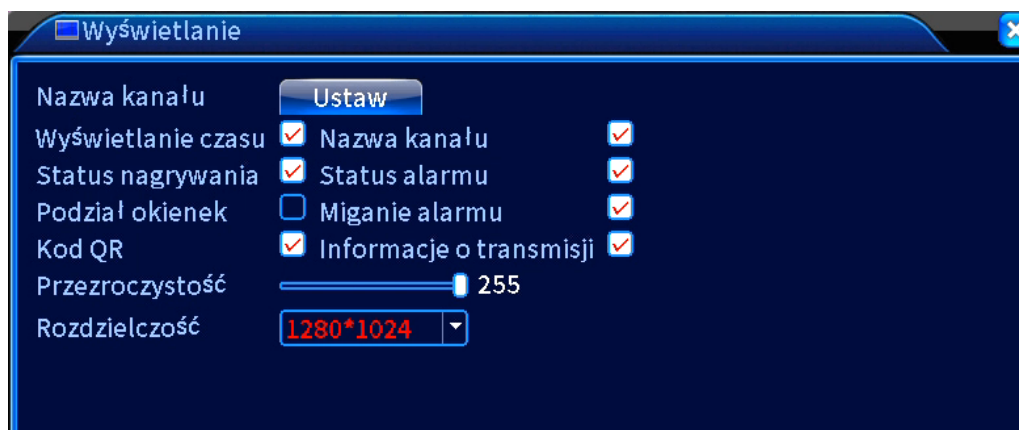 Wyświetlanie
Nazwa kanału Ustaw
Wyświetlanie czasu Nazwa kanału
Status nagrywania Status alarmu
Podział okienek Miganie alarmu
Kod QR Informacje o transmisji
Przezroczystość 255
Rozdzielczość 1280*1024